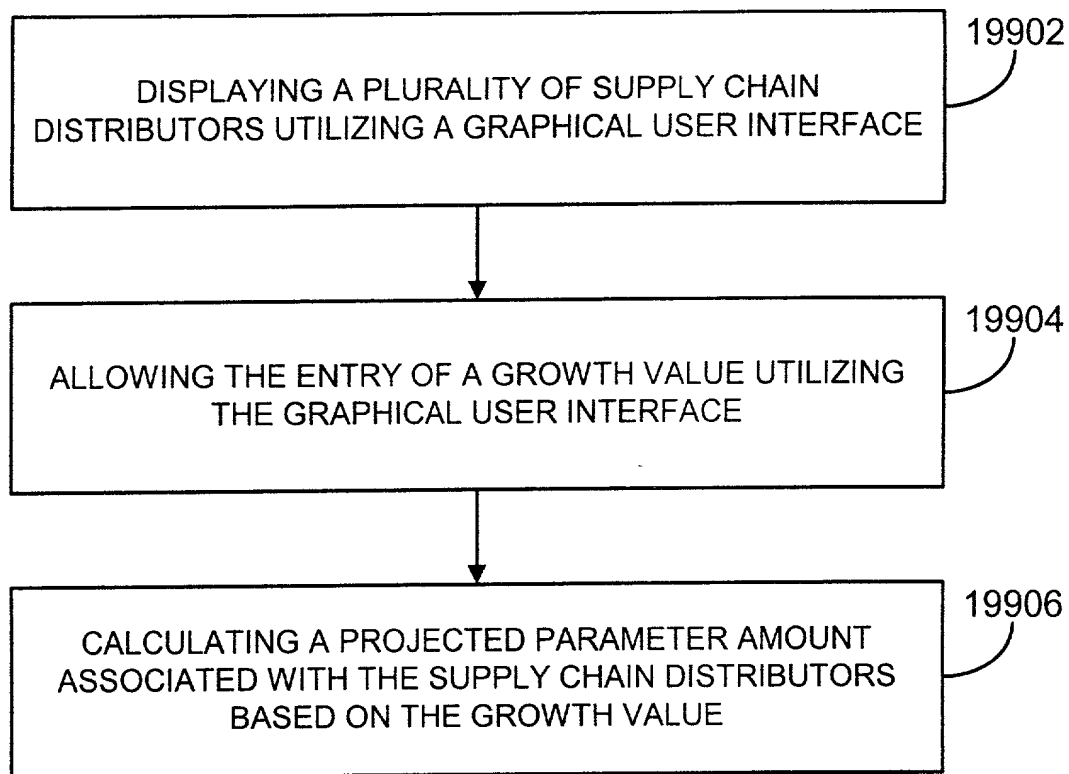 19902
DISPLAYING A PLURALITY OF SUPPLY CHAIN
DISTRIBUTORS UTILIZING A GRAPHICAL USER INTERFACE
19904
ALLOWING THE ENTRY OF A GROWTH VALUE UTILIZING
THE GRAPHICAL USER INTERFACE
19906
CALCULATING A PROJECTED PARAMETER AMOUNT
ASSOCIATED WITH THE SUPPLY CHAIN DISTRIBUTORS
BASED ON THE GROWTH VALUE